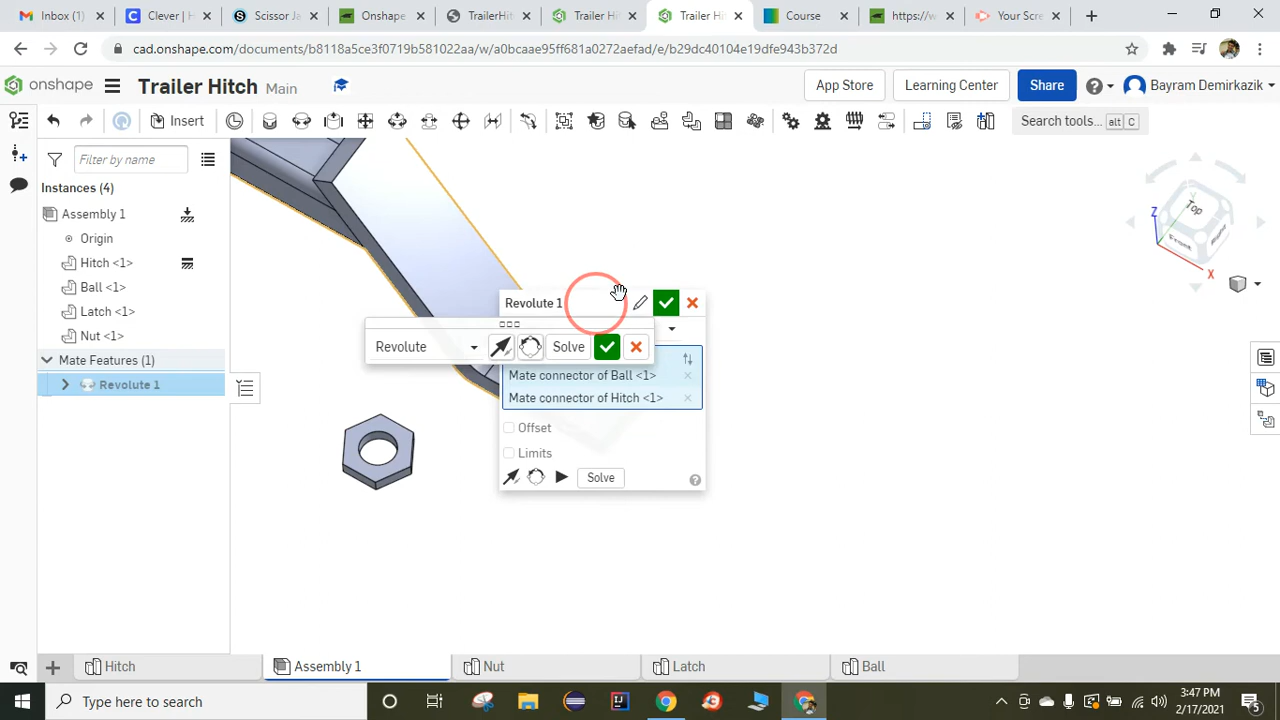 Inbox (1)
Clever | H
Scissor Ja
Onshape
TrailerHit
Trailer Hi
Trailer Hi
Course
https://w
Your Scre
cad.onshape.com/documents/b8118a5ce3f0719b581022aa/w/a0bcaae95ff681a0272aefad/e/b29dc40104e19dfe943b372d
onshape
Trailer Hitch Main
App Store
Learning Center
Share
Bayram Demirkazik
Insert
Search tools... alt C
Filter by name
Instances (4)
Assembly 1
Origin
Hitch <1>
Ball <1>
Latch <1>
Nut <1>
Mate Features (1)
Revolute 1
Top
Front
Right
Z
Y
X
Revolute 1
Revolute
Solve
Mate connector of Ball <1>
Mate connector of Hitch <1>
Offset
Limits
Solve
Hitch
Assembly 1
Nut
Latch
Ball
Type here to search
3:47 PM
2/17/2021
5